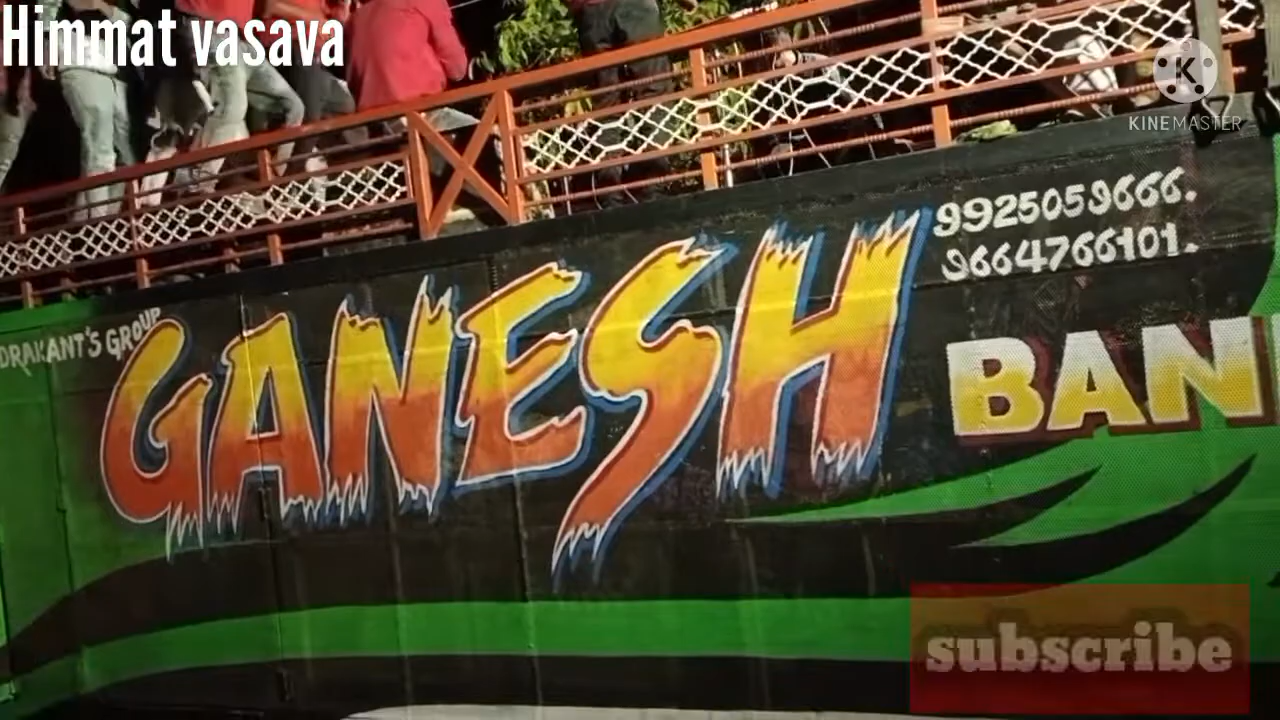 Himmat vasava
KINEMASTER
9925059666.
9664766101.
DRAKANT'S GROUP
GANESH
BAN
subscribe